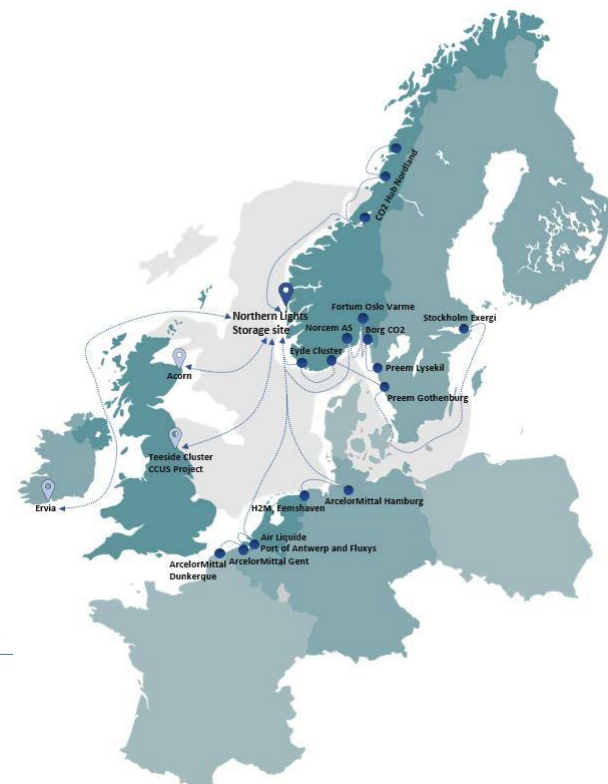 CO2 Hub Nordland
Northern Lights
Storage site
Fortum Oslo Varme
Stockholm Exergi
Norcem AS
Borg CO2
Eyde Cluster
Acorn
Preem Lysekil
Preem Gothenburg
Teeside Cluster
CCUS Project
Ervia
H2M, Eemshaven
ArcelorMittal Hamburg
Air Liquide
Port of Antwerp and Fluxys
ArcelorMittal Gent
ArcelorMittal
Dunkerque